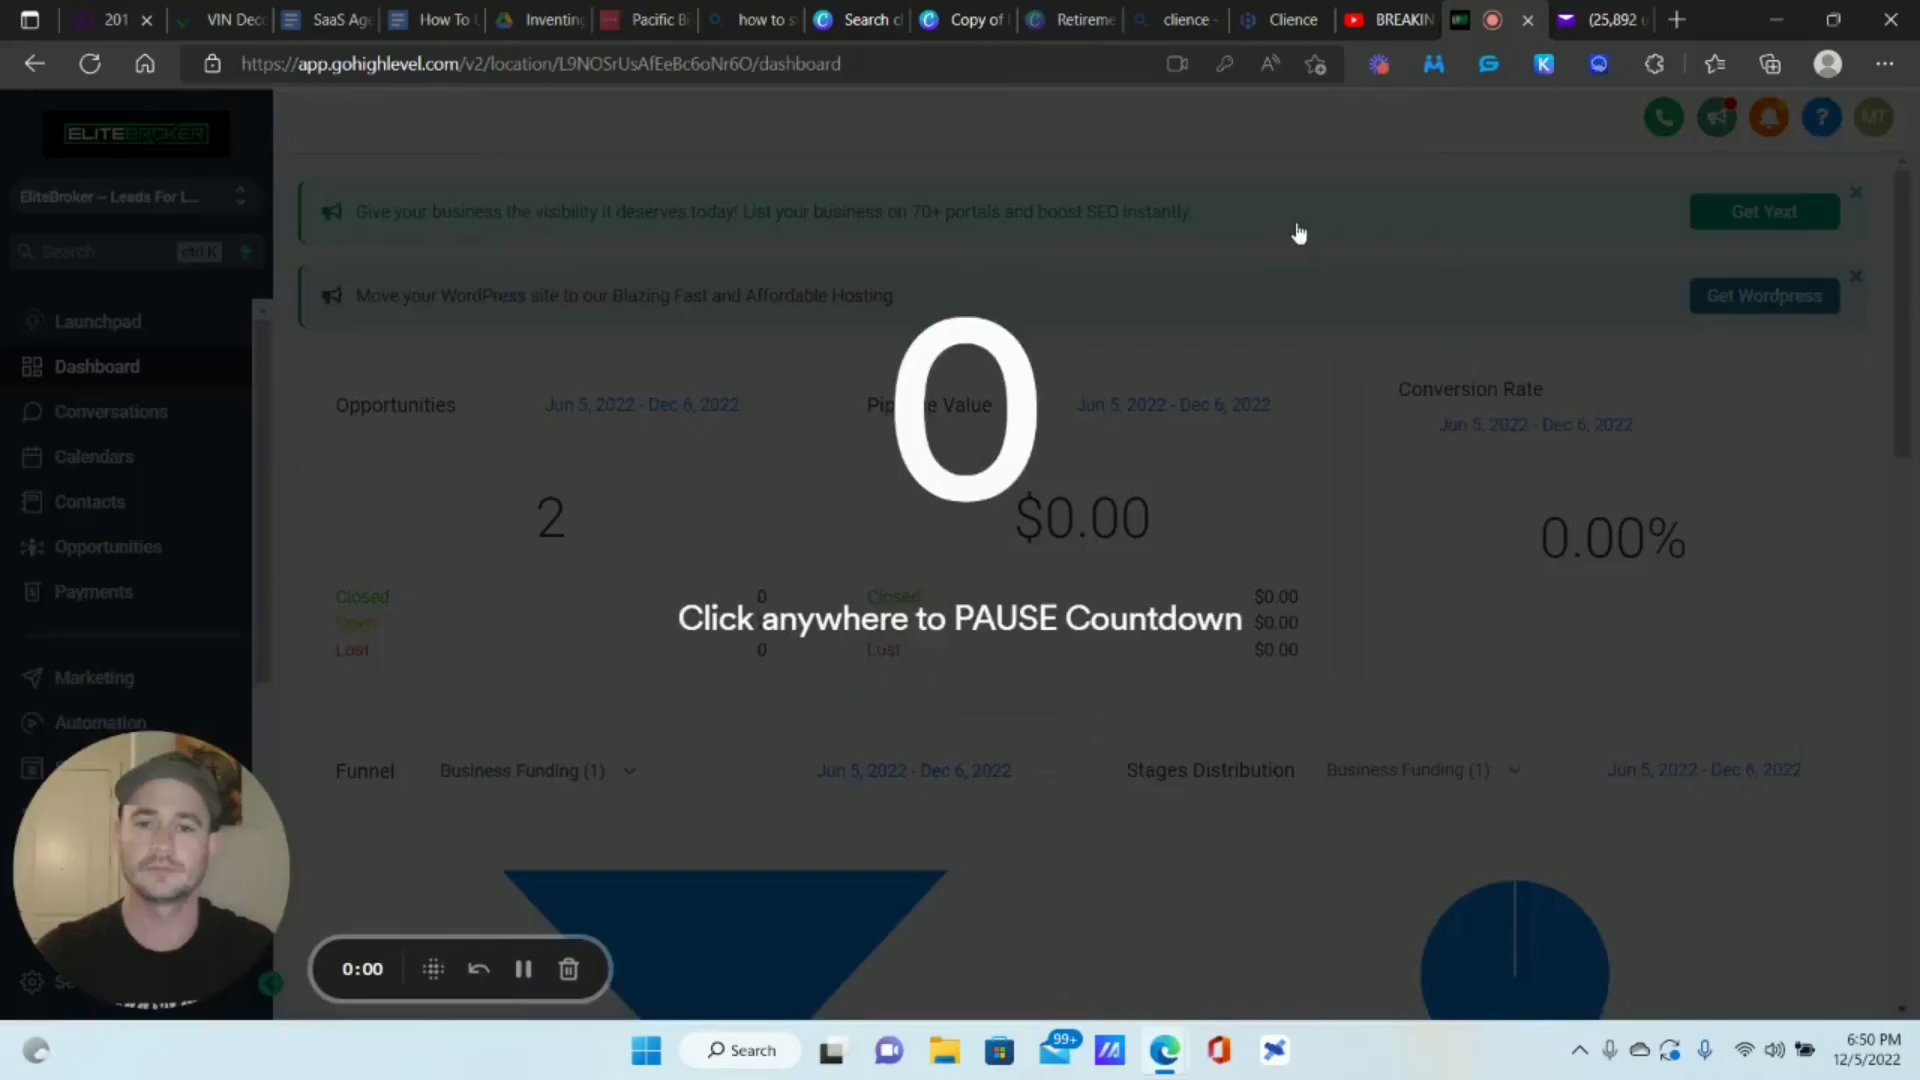 201
VIN Dec
SaaS Age
How To
Inventing
Pacific Bi
how to s
Search c
Copy of
Retireme
clience -
Clience
BREAKIN
(25,892 u
https://app.gohighlevel.com/v2/location/L9NOSrUsAfEeBc6oNr6O/dashboard
ELITEBROKER
MT
EliteBroker – Leads For L...
Give your business the visibility it deserves today! List your business on 70+ portals and boost SEO instantly
Get Yext
Search
ctrl K
Move your WordPress site to our Blazing Fast and Affordable Hosting
Get Wordpress
Launchpad
Dashboard
Conversations
Calendars
Contacts
Opportunities
Payments
Marketing
Automation
Opportunities
Jun 5, 2022 - Dec 6, 2022
2
Closed 0
Open
Lost 0
Jun 5, 2022 - Dec 6, 2022
$0.00
Closed $0.00
$0.00
Lost $0.00
Conversion Rate
Jun 5, 2022 - Dec 6, 2022
0.00%
0
Click anywhere to PAUSE Countdown
Funnel
Business Funding (1)
Jun 5, 2022 - Dec 6, 2022
Stages Distribution
Business Funding (1)
Jun 5, 2022 - Dec 6, 2022
0:00
Search
99+
6:50 PM
12/5/2022